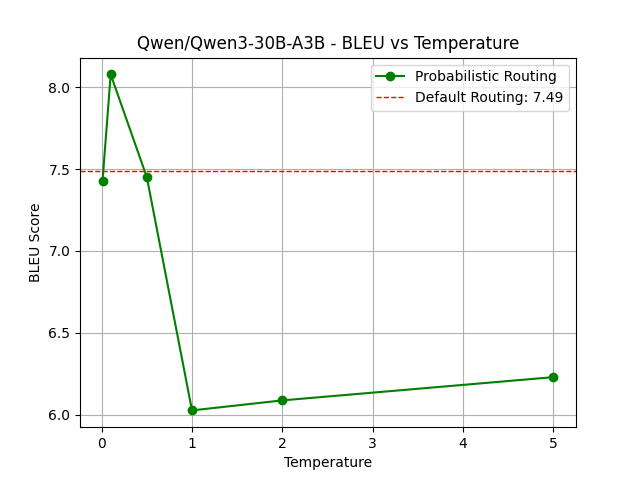 Qwen/Qwen3-30B-A3B - BLEU vs Temperature
Probabilistic Routing
Default Routing: 7.49
BLEU Score
8.0
7.5
7.0
6.5
6.0
0 1 2 3 4 5
Temperature